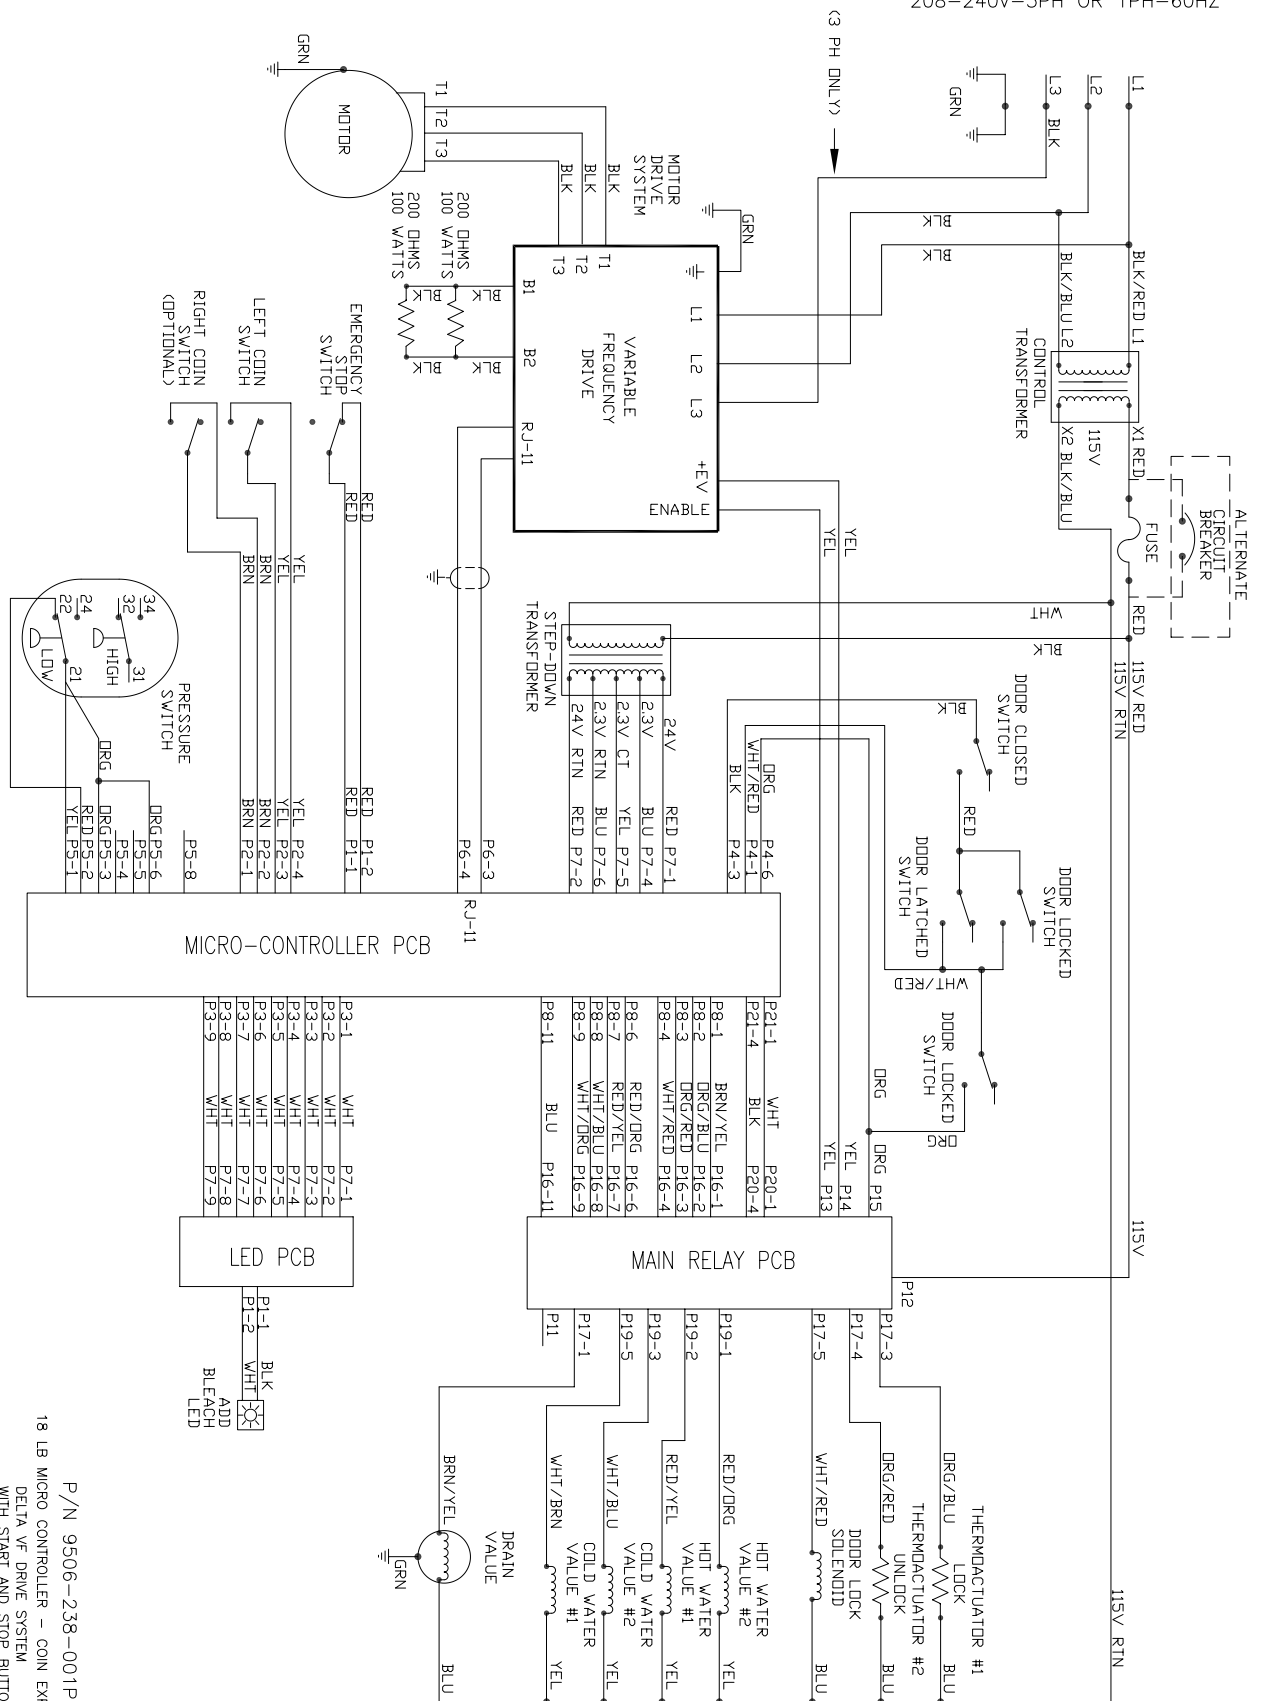 208-240V-3PH OR 1PH-60HZ
(3 PH ONLY)
L1
L2
L3
BLK
GRN
GRN
MOTOR
T1
T2
T3
BLK
BLK
BLK
MOTOR
DRIVE
SYSTEM
GRN
BLK
BLK
BLK/RED L1
BLK/BLU L2
CONTROL
TRANSFORMER
X1 RED
115V
X2 BLK/BLU
ALTERNATE
CIRCUIT
BREAKER
FUSE
RED
200 OHMS
100 WATTS
200 OHMS
100 WATTS
BLK
BLK
BLK
BLK
T1
T2
T3
B1
B2
L1
L2
L3
VARIABLE
FREQUENCY
DRIVE
RJ-11
+EV
ENABLE
YEL
YEL
EMERGENCY
STOP
SWITCH
LEFT COIN
SWITCH
RIGHT COIN
SWITCH
(OPTIONAL)
RED
RED
YEL
YEL
BRN
BRN
34
32
24
22
31
21
HIGH
LOW
PRESSURE
SWITCH
ORG
STEP-DOWN
TRANSFORMER
WHT
BLK
115V RED
115V RTN
24V
2.3V
2.3V CT
2.3V RTN
24V RTN
DOOR CLOSED
SWITCH
BLK
RED
DOOR LATCHED
SWITCH
DOOR LOCKED
SWITCH
WHT/RED
DOOR LOCKED
SWITCH
ORG
ORG
ORG
WHT/RED
BLK
P4-6
P4-1
P4-3
RED P7-1
BLU P7-4
YEL P7-5
BLU P7-6
RED P7-2
P6-3
P6-4
RED P1-2
RED P1-1
YEL P2-4
YEL P2-3
BRN P2-2
BRN P2-1
P5-8
ORG P5-6
P5-5
P5-4
ORG P5-3
RED P5-2
YEL P5-1
RJ-11
MICRO-CONTROLLER PCB
P21-1 WHT P20-1
P21-4 BLK P20-4
P8-1 BRN/YEL P16-1
P8-2 ORG/BLU P16-2
P8-3 ORG/RED P16-3
P8-4 WHT/RED P16-4
P8-6 RED/ORG P16-6
P8-7 RED/YEL P16-7
P8-8 WHT/BLU P16-8
P8-9 WHT/ORG P16-9
P8-11 BLU P16-11
P3-1 WHT P7-1
P3-2 WHT P7-2
P3-3 WHT P7-3
P3-4 WHT P7-4
P3-5 WHT P7-5
P3-6 WHT P7-6
P3-7 WHT P7-7
P3-8 WHT P7-8
P3-9 WHT P7-9
ORG P15
YEL P14
YEL P13
115V
LED PCB
MAIN RELAY PCB
P1-1 BLK
P1-2 WHT
ADD
BLEACH
LED
P12
P17-3
P17-4
P17-5
P19-1
P19-2
P19-3
P19-5
P17-1
P11
ORG/BLU
ORG/RED
WHT/RED
RED/ORG
RED/YEL
WHT/BLU
WHT/BRN
BRN/YEL
THERMOACTUATOR #1
LOCK
THERMOACTUATOR #2
UNLOCK
DOOR LOCK
SOLENOID
HOT WATER
VALUE #2
HOT WATER
VALUE #1
COLD WATER
VALUE #2
COLD WATER
VALUE #1
DRAIN
VALUE
GRN
115V RTN
BLU
BLU
BLU
YEL
YEL
YEL
YEL
BLU
P/N 9506-238-001P
18 LB MICRO CONTROLLER - COIN EX
DELTA VF DRIVE SYSTEM
WITH START AND STOP BUTTO